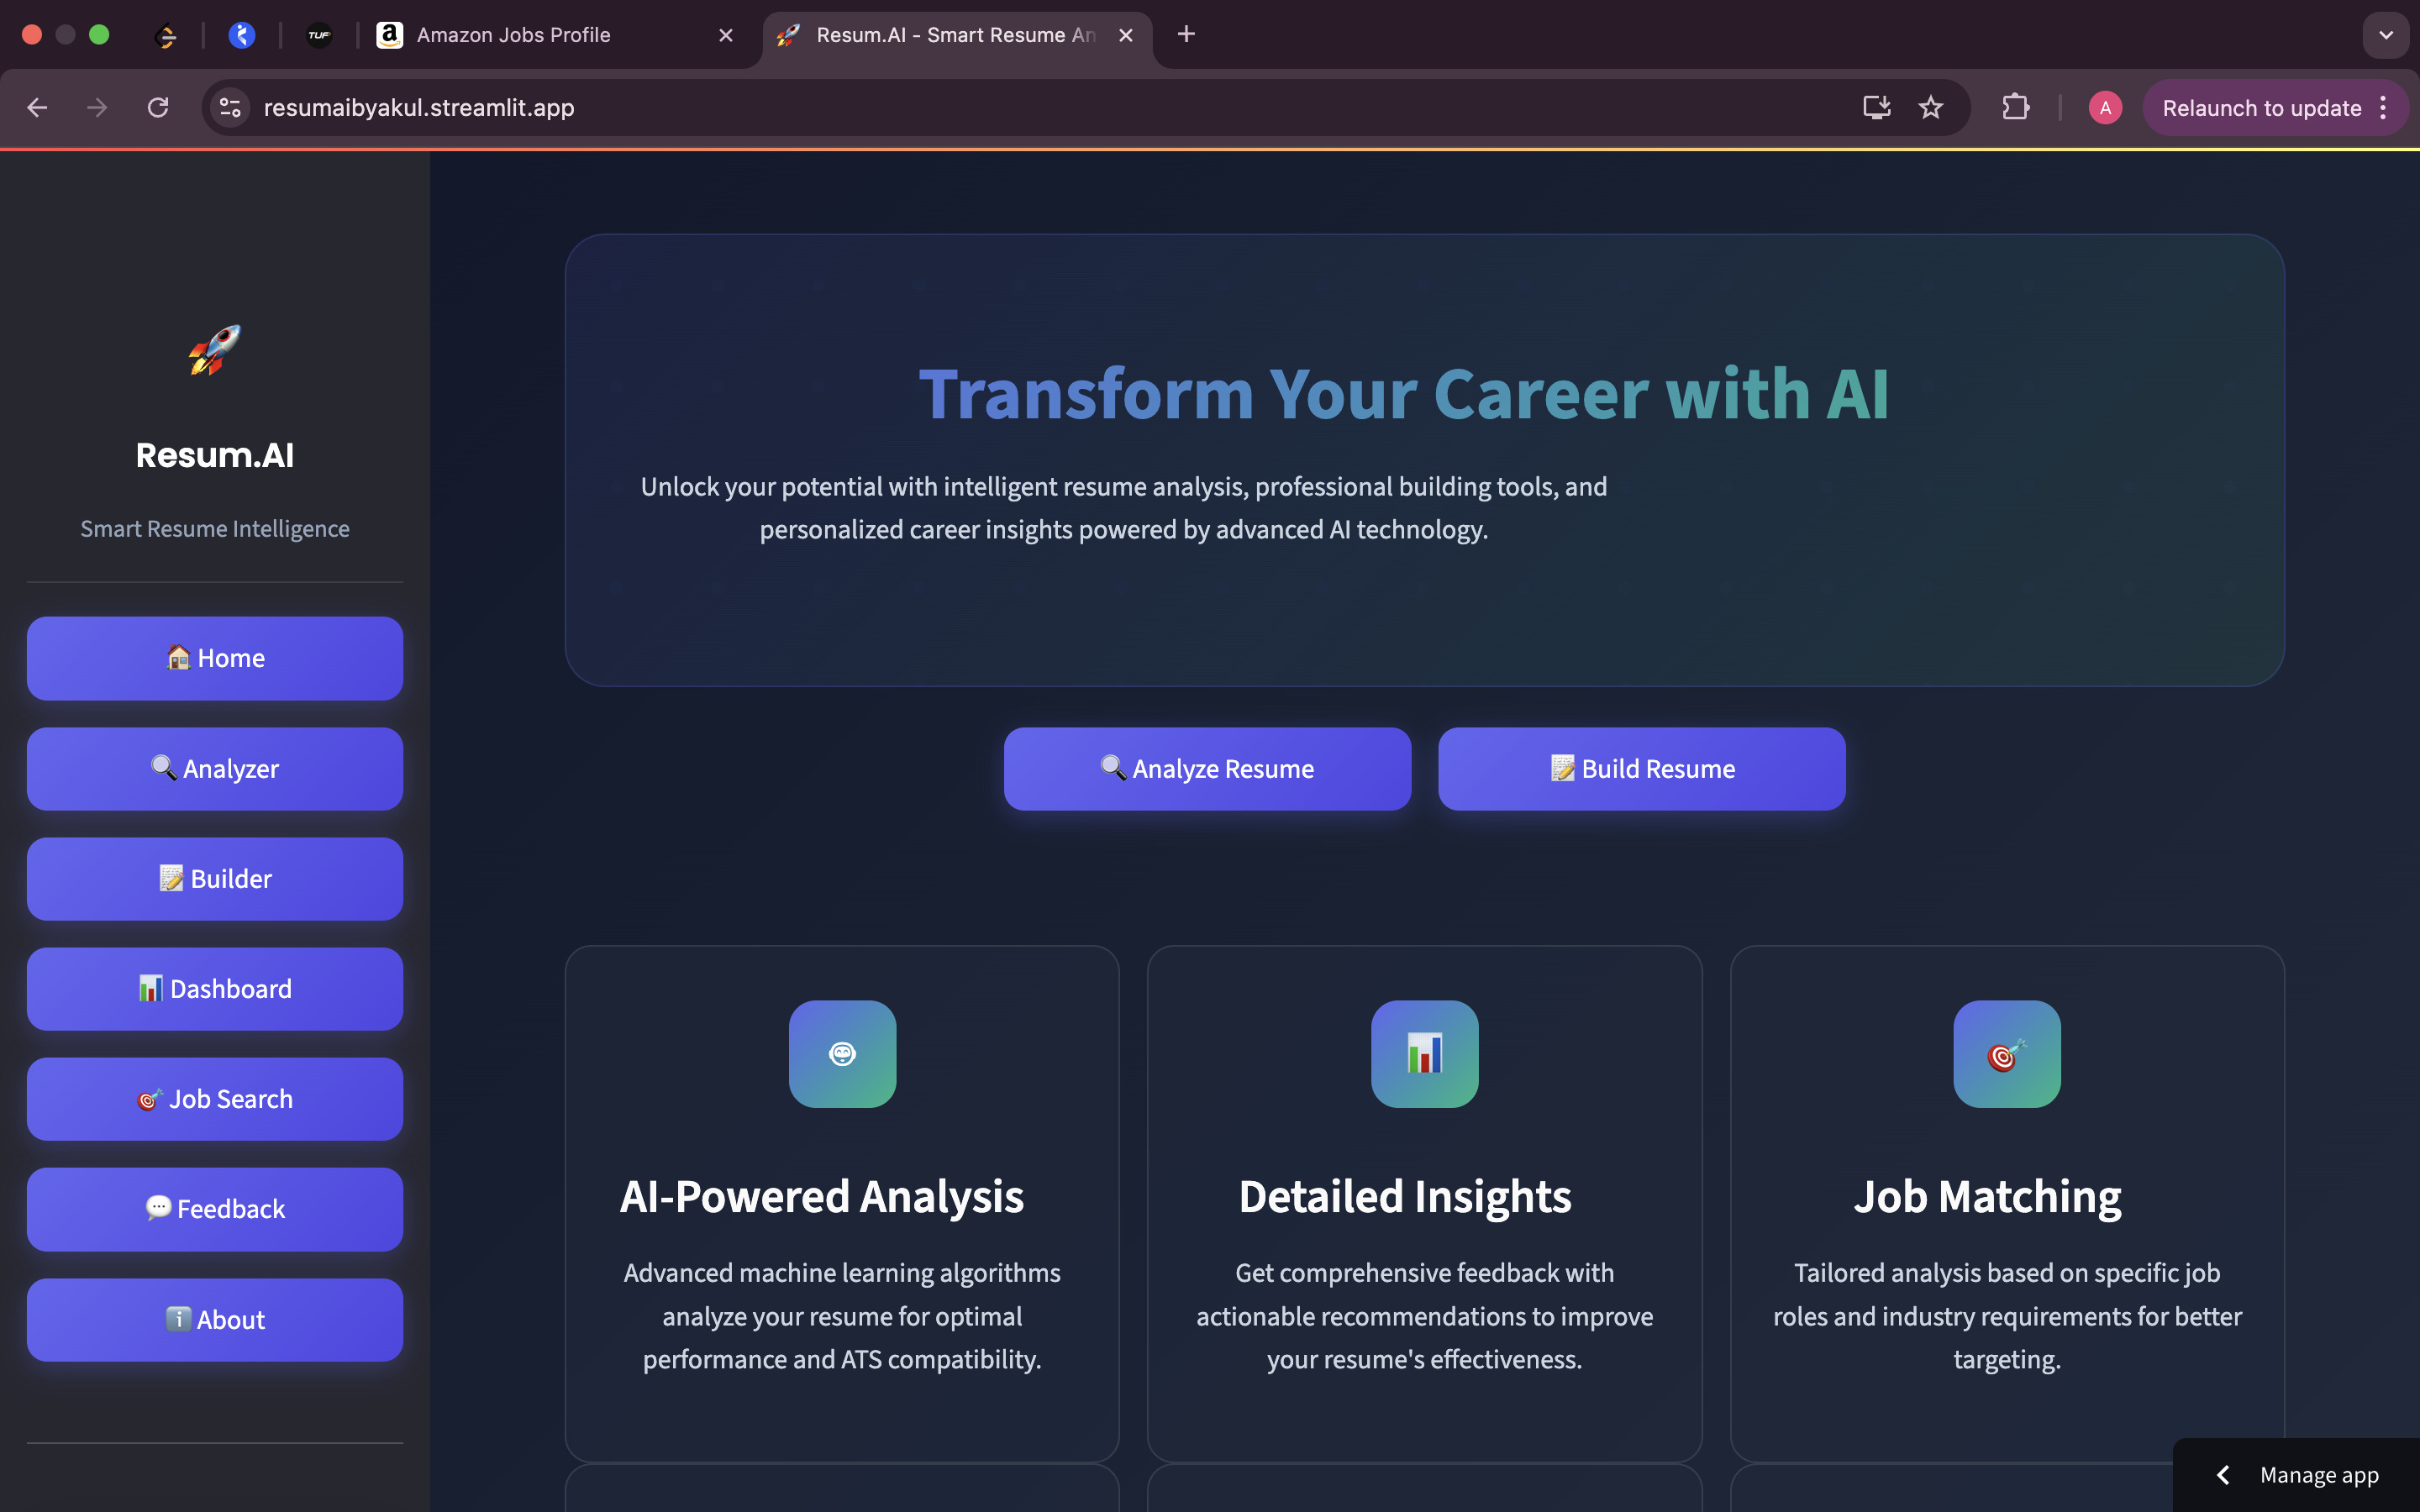 TUF
Amazon Jobs Profile
Resum.AI - Smart Resume An
resumaibyakul.streamlit.app
A
Relaunch to update
Resum.AI
Smart Resume Intelligence
Home
Analyzer
Builder
Dashboard
Job Search
Feedback
About
Transform Your Career with AI
Unlock your potential with intelligent resume analysis, professional building tools, and
personalized career insights powered by advanced AI technology.
Analyze Resume
Build Resume
AI-Powered Analysis
Advanced machine learning algorithms
analyze your resume for optimal
performance and ATS compatibility.
Detailed Insights
Get comprehensive feedback with
actionable recommendations to improve
your resume's effectiveness.
Job Matching
Tailored analysis based on specific job
roles and industry requirements for better
targeting.
Manage app